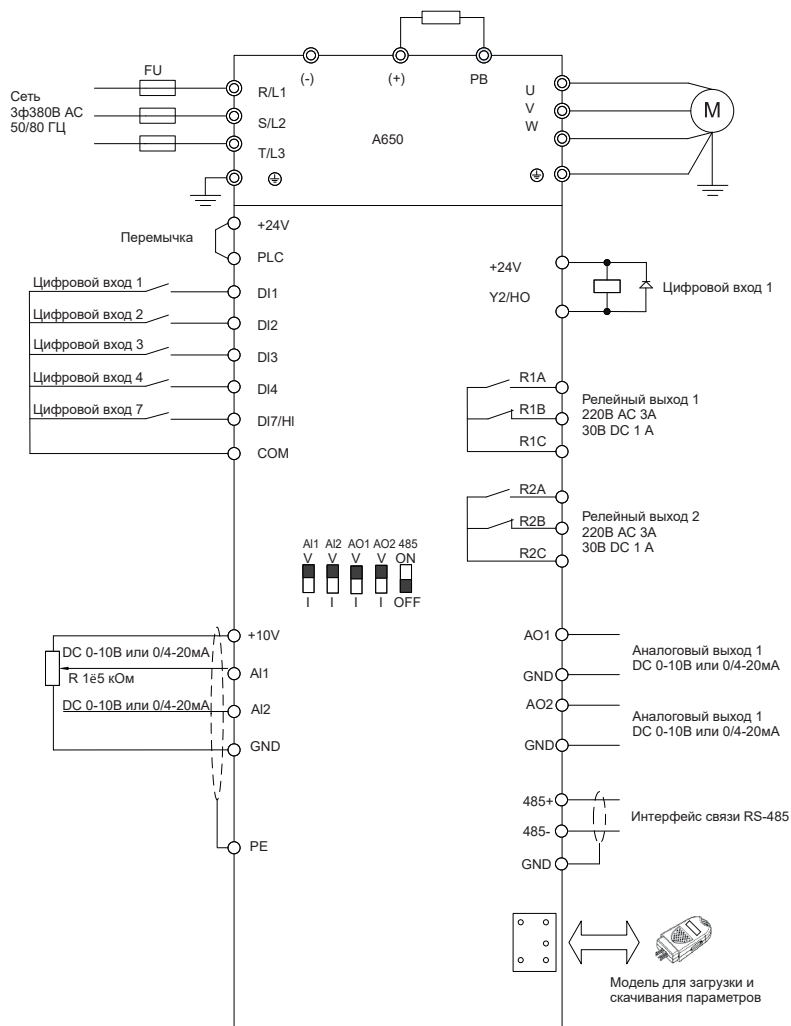 FU
Сеть
3ф380В АС
50/80 ГЦ
R/L1
S/L2
T/L3
(-)
(+)
PB
A650
U
V
W
M
Перемычка
+24V
PLC
Цифровой вход 1
DI1
Цифровой вход 2
DI2
Цифровой вход 3
DI3
Цифровой вход 4
DI4
Цифровой вход 7
DI7/HI
COM
+24V
Y2/HO
Цифровой вход 1
R1A
R1B
R1C
Релейный выход 1
220В AC 3А
30В DC 1 А
R2A
R2B
R2C
Релейный выход 2
220В AC 3А
30В DC 1 А
AI1 AI2 AO1 AO2 485
V V V V ON
I I I I OFF
+10V
DC 0-10В или 0/4-20мА
R 1ё5 кОм
AI1
DC 0-10В или 0/4-20мА
AI2
GND
PE
AO1
GND
Аналоговый выход 1
DC 0-10В или 0/4-20мА
AO2
GND
Аналоговый выход 1
DC 0-10В или 0/4-20мА
485+
485-
GND
Интерфейс связи RS-485
Модель для загрузки и
скачивания параметров